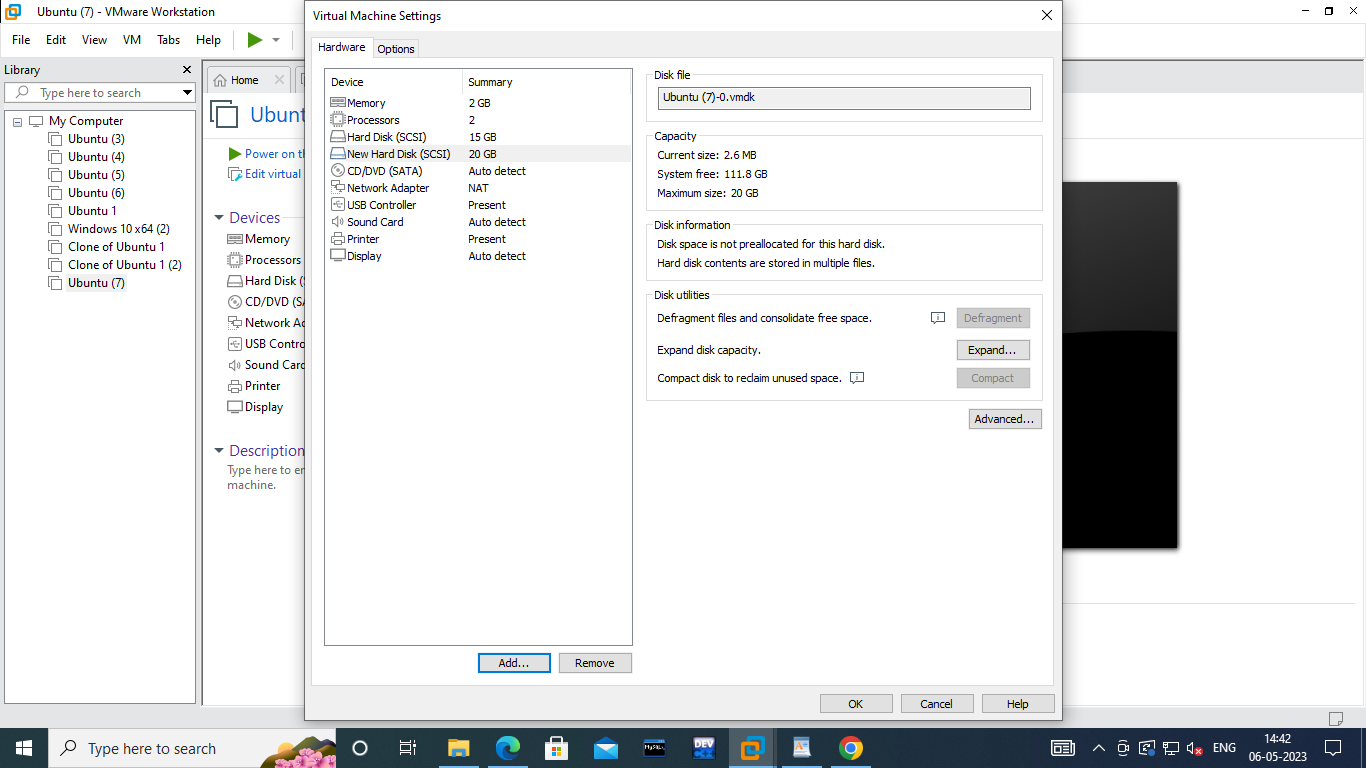 Ubuntu (7) - VMware Workstation
File Edit View VM Tabs Help
Library
Type here to search
My Computer
Ubuntu (3)
Ubuntu (4)
Ubuntu (5)
Ubuntu (6)
Ubuntu 1
Windows 10 x64 (2)
Clone of Ubuntu 1
Clone of Ubuntu 1 (2)
Ubuntu (7)
Home
Power on
Edit virtual
Devices
Memory
Processors
Hard Disk
CD/DVD
Network
USB
Sound
Printer
Display
Description
Type here to
machine.
Virtual Machine Settings
Hardware Options
Device Summary
Memory 2 GB
Processors 2
Hard Disk (SCSI) 15 GB
New Hard Disk (SCSI) 20 GB
CD/DVD (SATA) Auto detect
Network Adapter NAT
USB Controller Present
Sound Card Auto detect
Printer Present
Display Auto detect
Add... Remove
Disk file
Ubuntu (7)-0.vmdk
Capacity
Current size: 2.6 MB
System free: 111.8 GB
Maximum size: 20 GB
Disk information
Disk space is not preallocated for this hard disk.
Hard disk contents are stored in multiple files.
Disk utilities
Defragment files and consolidate free space. Defragment
Expand disk capacity. Expand...
Compact disk to reclaim unused space. Compact
Advanced...
OK Cancel Help
Type here to search
MySQL
DEV
ENG
14:42
06-05-2023